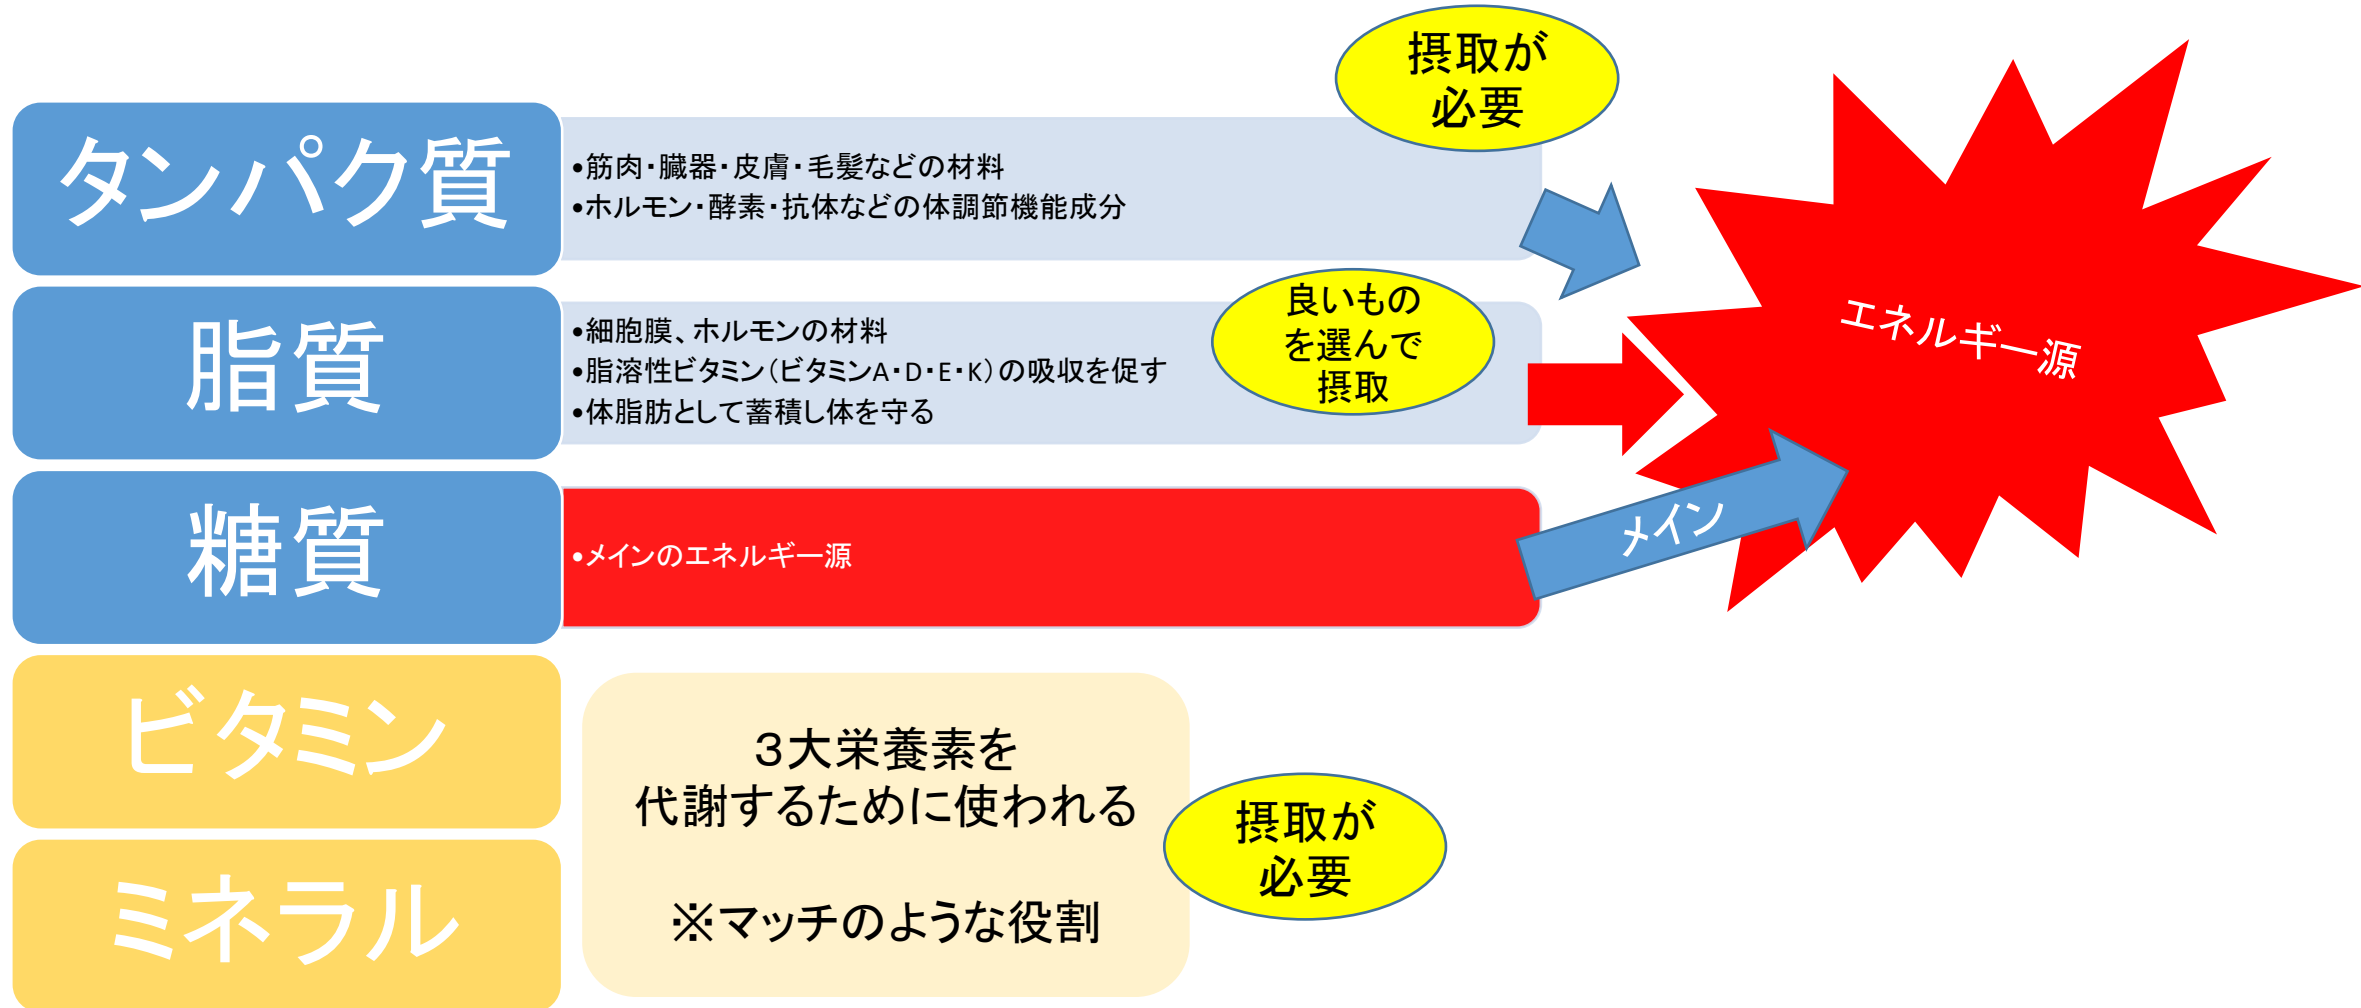 摂取が
必要
タンパク質
•筋肉・臓器・皮膚・毛髪などの材料
•ホルモン・酵素・抗体などの体調節機能成分
脂質
•細胞膜、ホルモンの材料
•脂溶性ビタミン（ビタミンA・D・E・K）の吸収を促す
•体脂肪として蓄積し体を守る
良いもの
を選んで
摂取
エネルギー源
糖質
•メインのエネルギー源
メイン
ビタミン
ミネラル
３大栄養素を
代謝するために使われる
※マッチのような役割
摂取が
必要